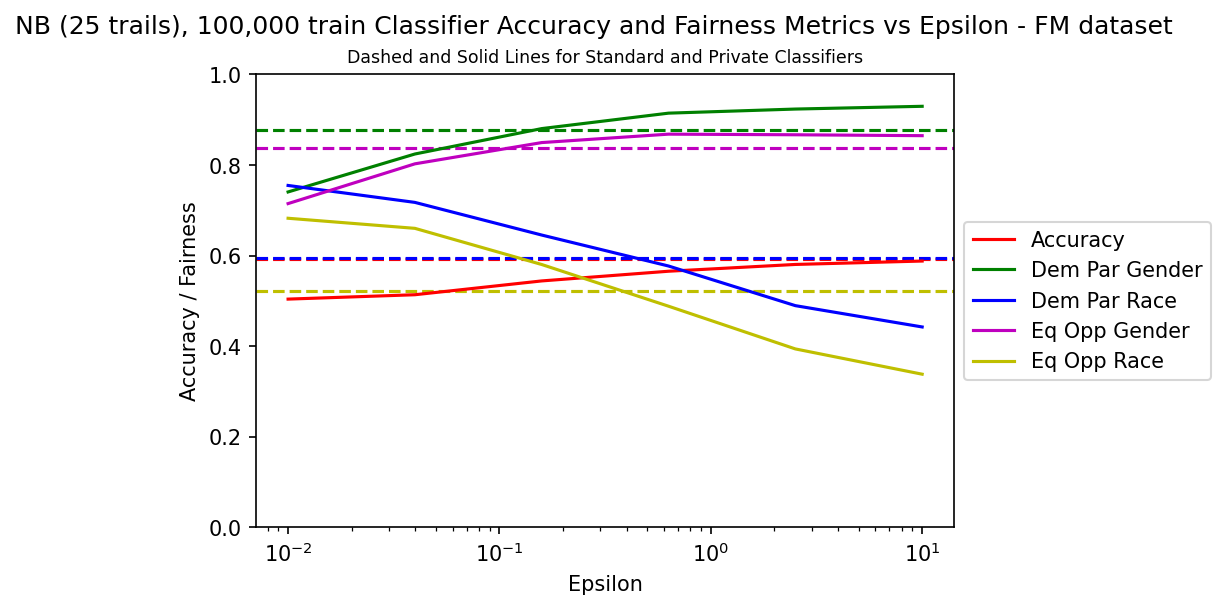 NB (25 trails), 100,000 train Classifier Accuracy and Fairness Metrics vs Epsilon - FM dataset
Dashed and Solid Lines for Standard and Private Classifiers
1.0
0.8
0.6
0.4
0.2
0.0
Accuracy / Fairness
10⁻²
10⁻¹
10⁰
10¹
Epsilon
Accuracy
Dem Par Gender
Dem Par Race
Eq Opp Gender
Eq Opp Race